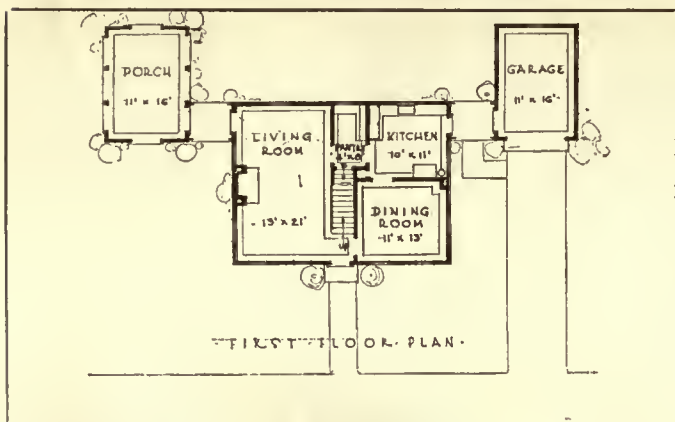 PORCH
11' x 16'
GARAGE
11' x 16'
LIVING
ROOM
13' x 21'
KITCHEN
10' x 11'
DINING
ROOM
11' x 13'
UP
FIRST · FLOOR · PLAN ·